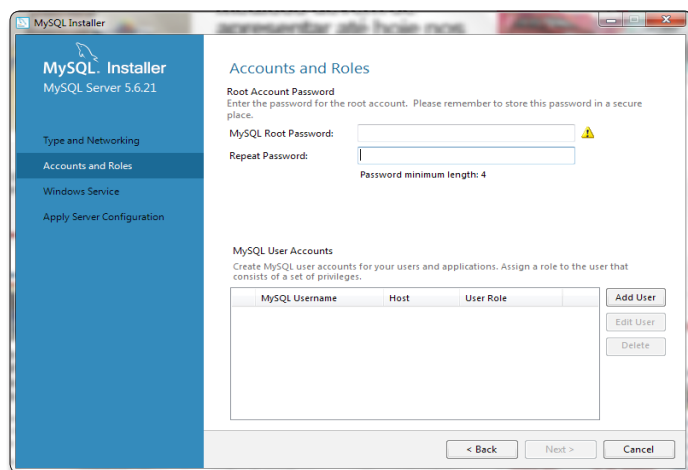 MySQL Installer
apresentar até hoje nos
MySQL. Installer
MySQL Server 5.6.21
Type and Networking
Accounts and Roles
Windows Service
Apply Server Configuration
Accounts and Roles
Root Account Password
Enter the password for the root account. Please remember to store this password in a secure
place.
MySQL Root Password:
Repeat Password:
Password minimum length: 4
MySQL User Accounts
Create MySQL user accounts for your users and applications. Assign a role to the user that
consists of a set of privileges.
MySQL Username Host User Role
Add User
Edit User
Delete
< Back Next > Cancel